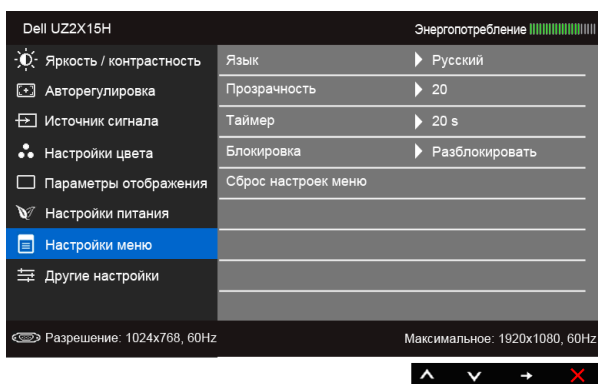 Dell UZ2X15H Энергопотребление
Яркость / контрастность Язык Русский
Авторегулировка Прозрачность 20
Источник сигнала Таймер 20 s
Настройки цвета Блокировка Разблокировать
Параметры отображения Сброс настроек меню
Настройки питания
Настройки меню
Другие настройки
Разрешение: 1024x768, 60Hz Максимальное: 1920x1080, 60Hz